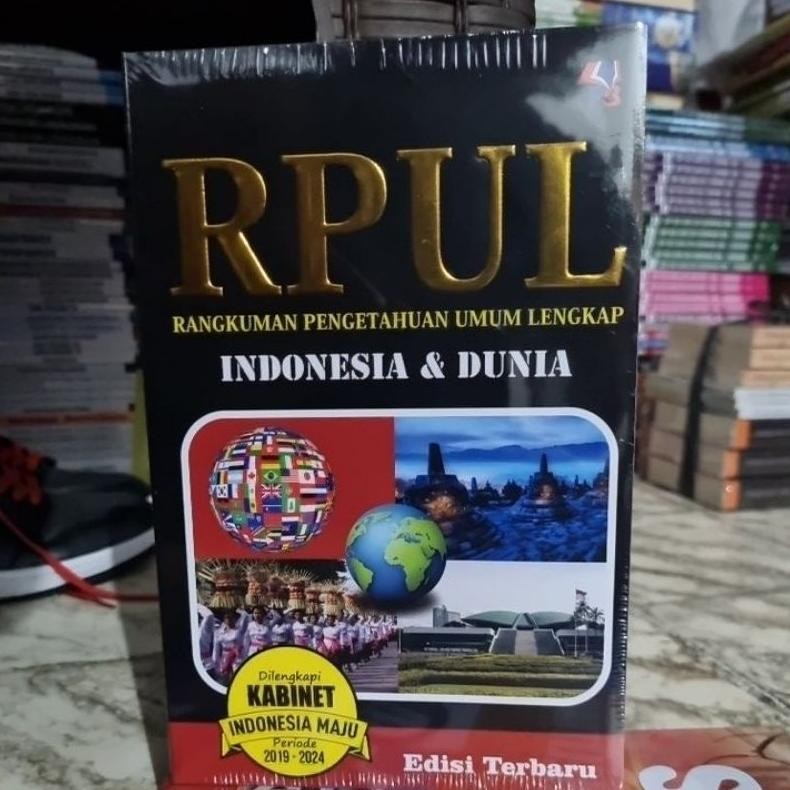 RPUL
RANGKUMAN PENGETAHUAN UMUM LENGKAP
INDONESIA & DUNIA
Dilengkapi
KABINET
INDONESIA MAJU
Periode
2019 - 2024
Edisi Terbaru